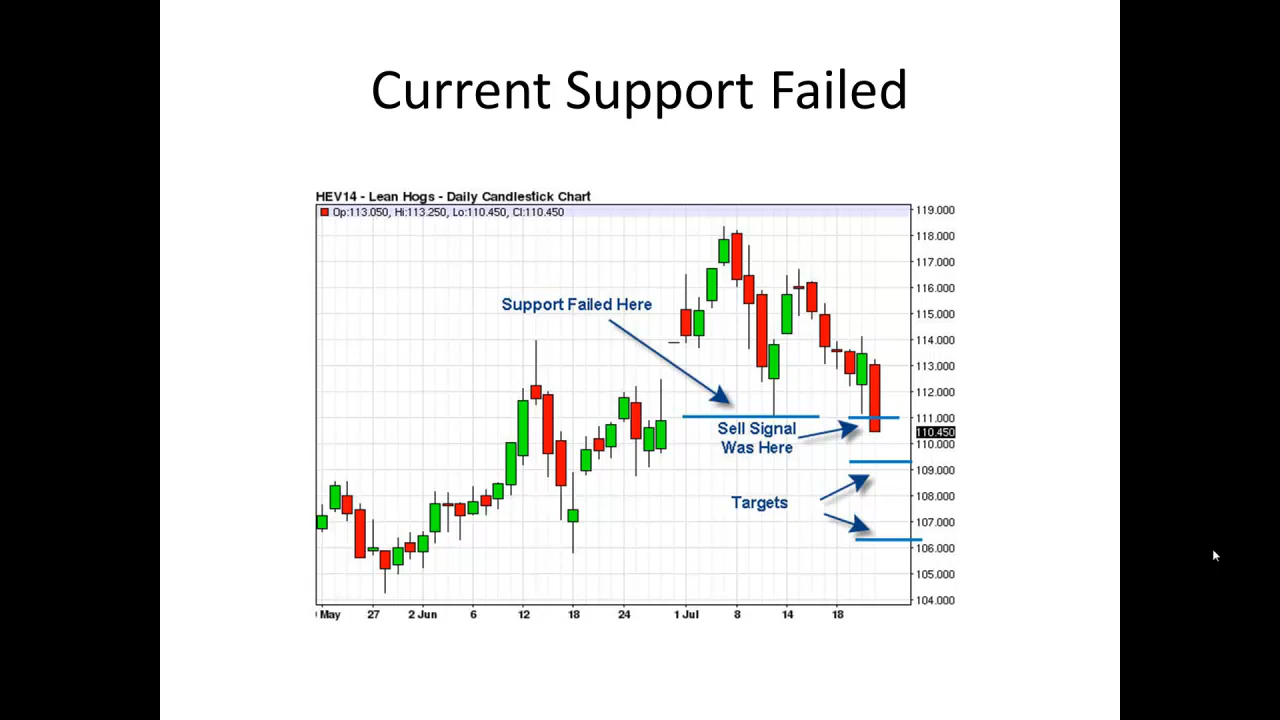 Current Support Failed
HEV14 - Lean Hogs - Daily Candlestick Chart
Op:113.050, Hi:113.250, Lo:110.450, Cl:110.450
119.000
118.000
117.000
116.000
Support Failed Here
115.000
114.000
113.000
112.000
111.000
Sell Signal
Was Here
110.450
110.000
109.000
Targets
108.000
107.000
106.000
105.000
104.000
May 27 2 Jun 6 12 18 24 1 Jul 8 14 18